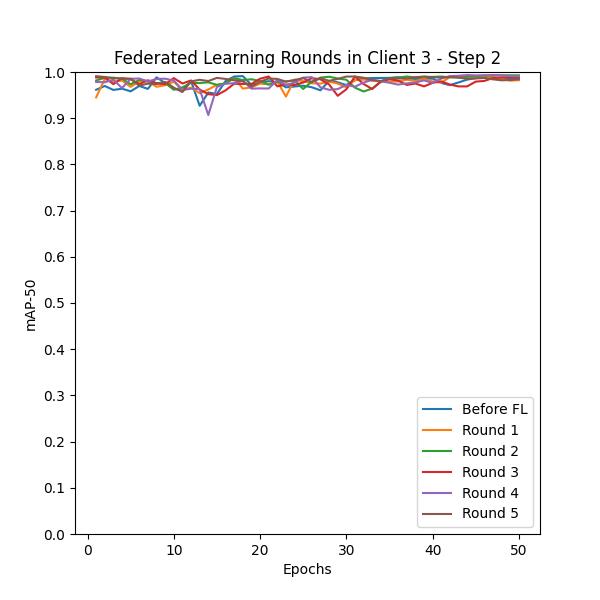 Federated Learning Rounds in Client 3 - Step 2
1.0
0.9
0.8
0.7
0.6
0.5
0.4
0.3
0.2
0.1
0.0
mAP-50
0 10 20 30 40 50
Epochs
Before FL
Round 1
Round 2
Round 3
Round 4
Round 5